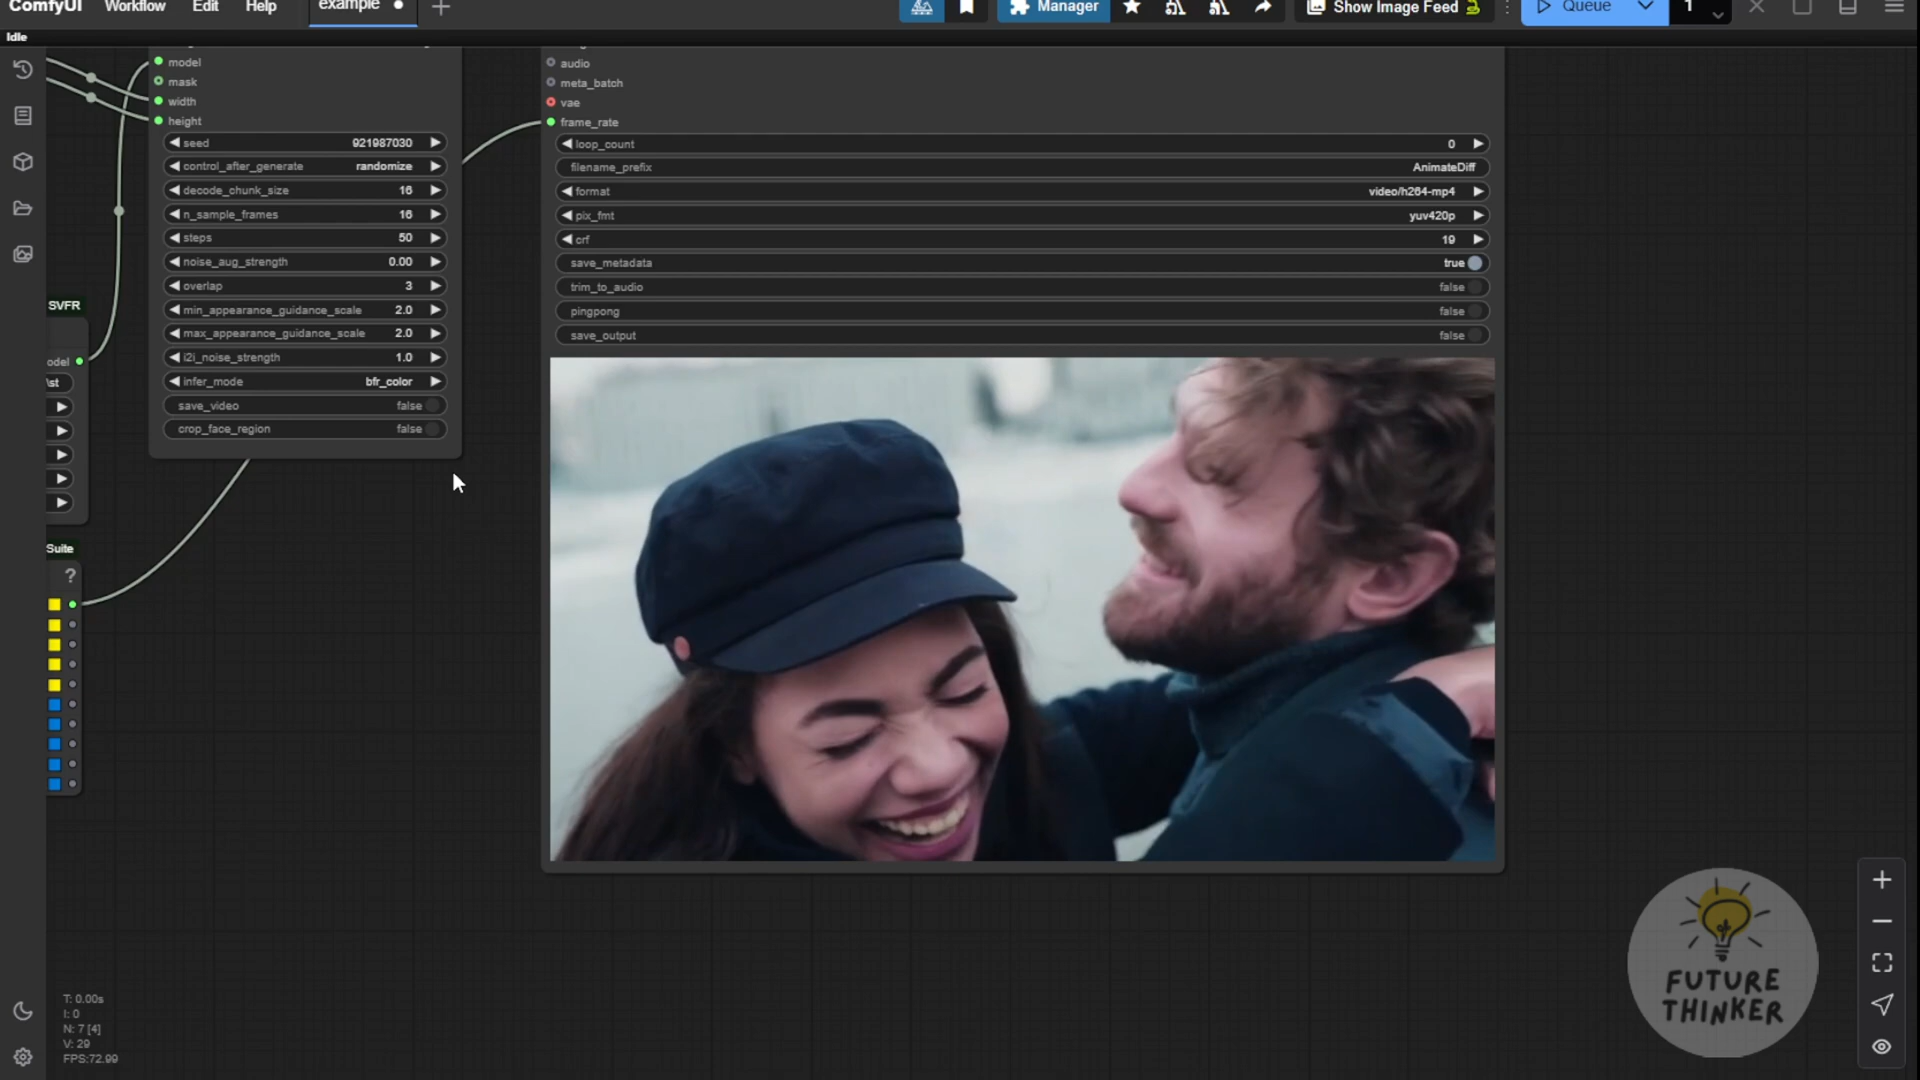 ComfyUI
Workflow
Edit
Help
example
Manager
Show Image Feed
Queue
1
Idle
model
mask
width
height
seed 921987030
control_after_generate randomize
decode_chunk_size 16
n_sample_frames 16
steps 50
noise_aug_strength 0.00
overlap 3
min_appearance_guidance_scale 2.0
max_appearance_guidance_scale 2.0
i2i_noise_strength 1.0
infer_mode bfr_color
save_video false
crop_face_region false
SVFR
odel
\st
Suite
?
audio
meta_batch
vae
frame_rate
loop_count 0
filename_prefix AnimateDiff
format video/h264-mp4
pix_fmt yuv420p
crf 19
save_metadata true
trim_to_audio false
pingpong false
save_output false
T: 0.00s
I: 0
N: 7 [4]
V: 29
FPS:72.99
FUTURE
THINKER